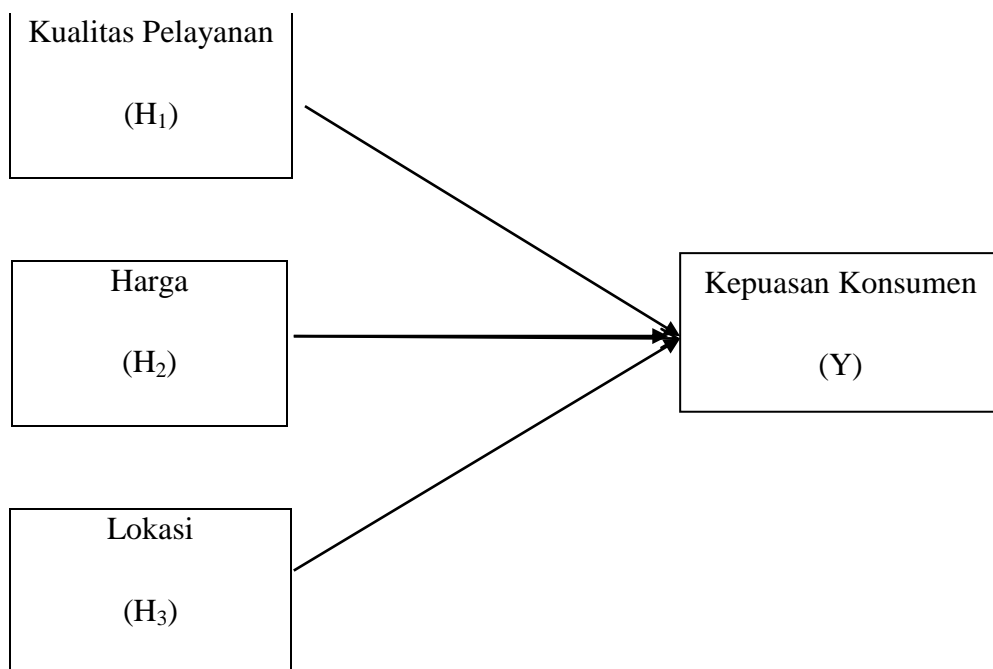 Kualitas Pelayanan
(H₁)
Harga
(H₂)
Kepuasan Konsumen
(Y)
Lokasi
(H₃)